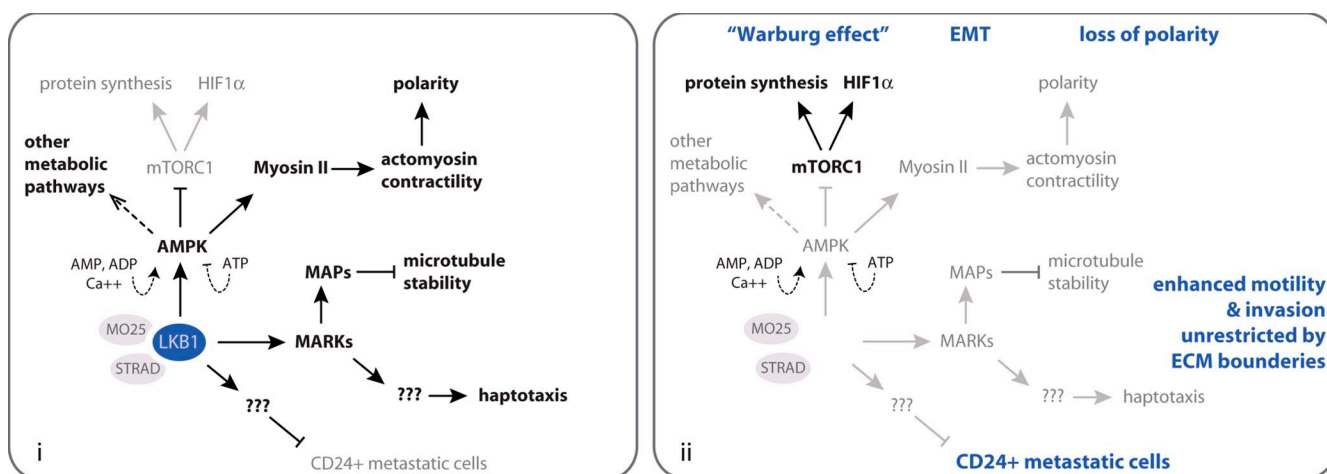 protein synthesis HIF1α
polarity
other
metabolic
pathways
mTORC1
Myosin II
actomyosin
contractility
AMPK
AMP, ADP
Ca++
ATP
MAPs
microtubule
stability
MO25
LKB1
STRAD
MARKs
???
??? haptotaxis
CD24+ metastatic cells
i
“Warburg effect” EMT loss of polarity
protein synthesis HIF1α
polarity
other
metabolic
pathways
mTORC1
Myosin II
actomyosin
contractility
AMPK
AMP, ADP
Ca++
ATP
MAPs
microtubule
stability
enhanced motility
& invasion
unrestricted by
ECM bounderies
MO25
STRAD
MARKs
???
??? haptotaxis
CD24+ metastatic cells
ii